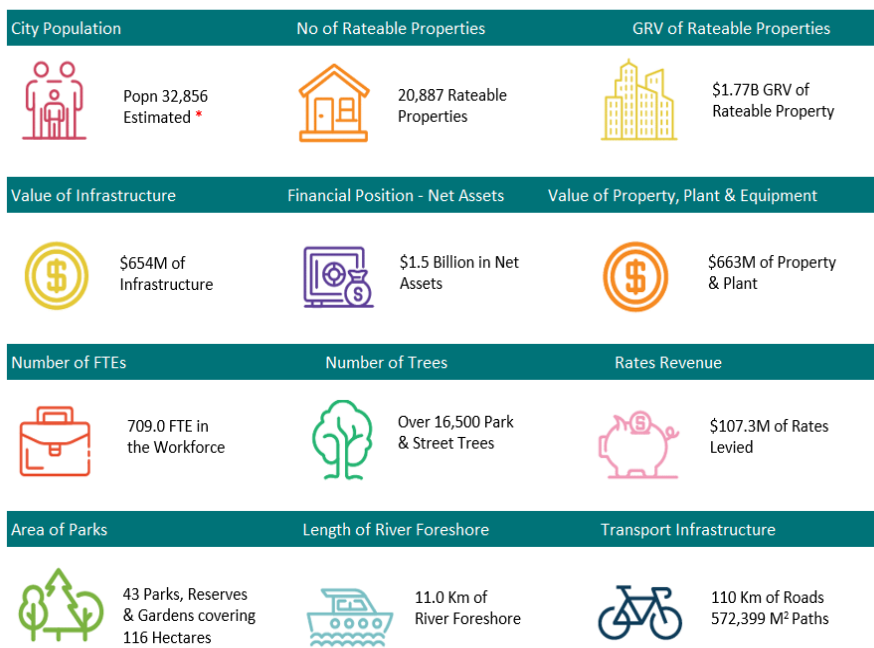 City Population
No of Rateable Properties
GRV of Rateable Properties
Popn 32,856
Estimated *
20,887 Rateable
Properties
$1.77B GRV of
Rateable Property
Value of Infrastructure
Financial Position - Net Assets
Value of Property, Plant & Equipment
$654M of
Infrastructure
$1.5 Billion in Net
Assets
$663M of Property
& Plant
Number of FTEs
Number of Trees
Rates Revenue
709.0 FTE in
the Workforce
Over 16,500 Park
& Street Trees
$107.3M of Rates
Levied
Area of Parks
Length of River Foreshore
Transport Infrastructure
43 Parks, Reserves
& Gardens covering
116 Hectares
11.0 Km of
River Foreshore
110 Km of Roads
572,399 M² Paths